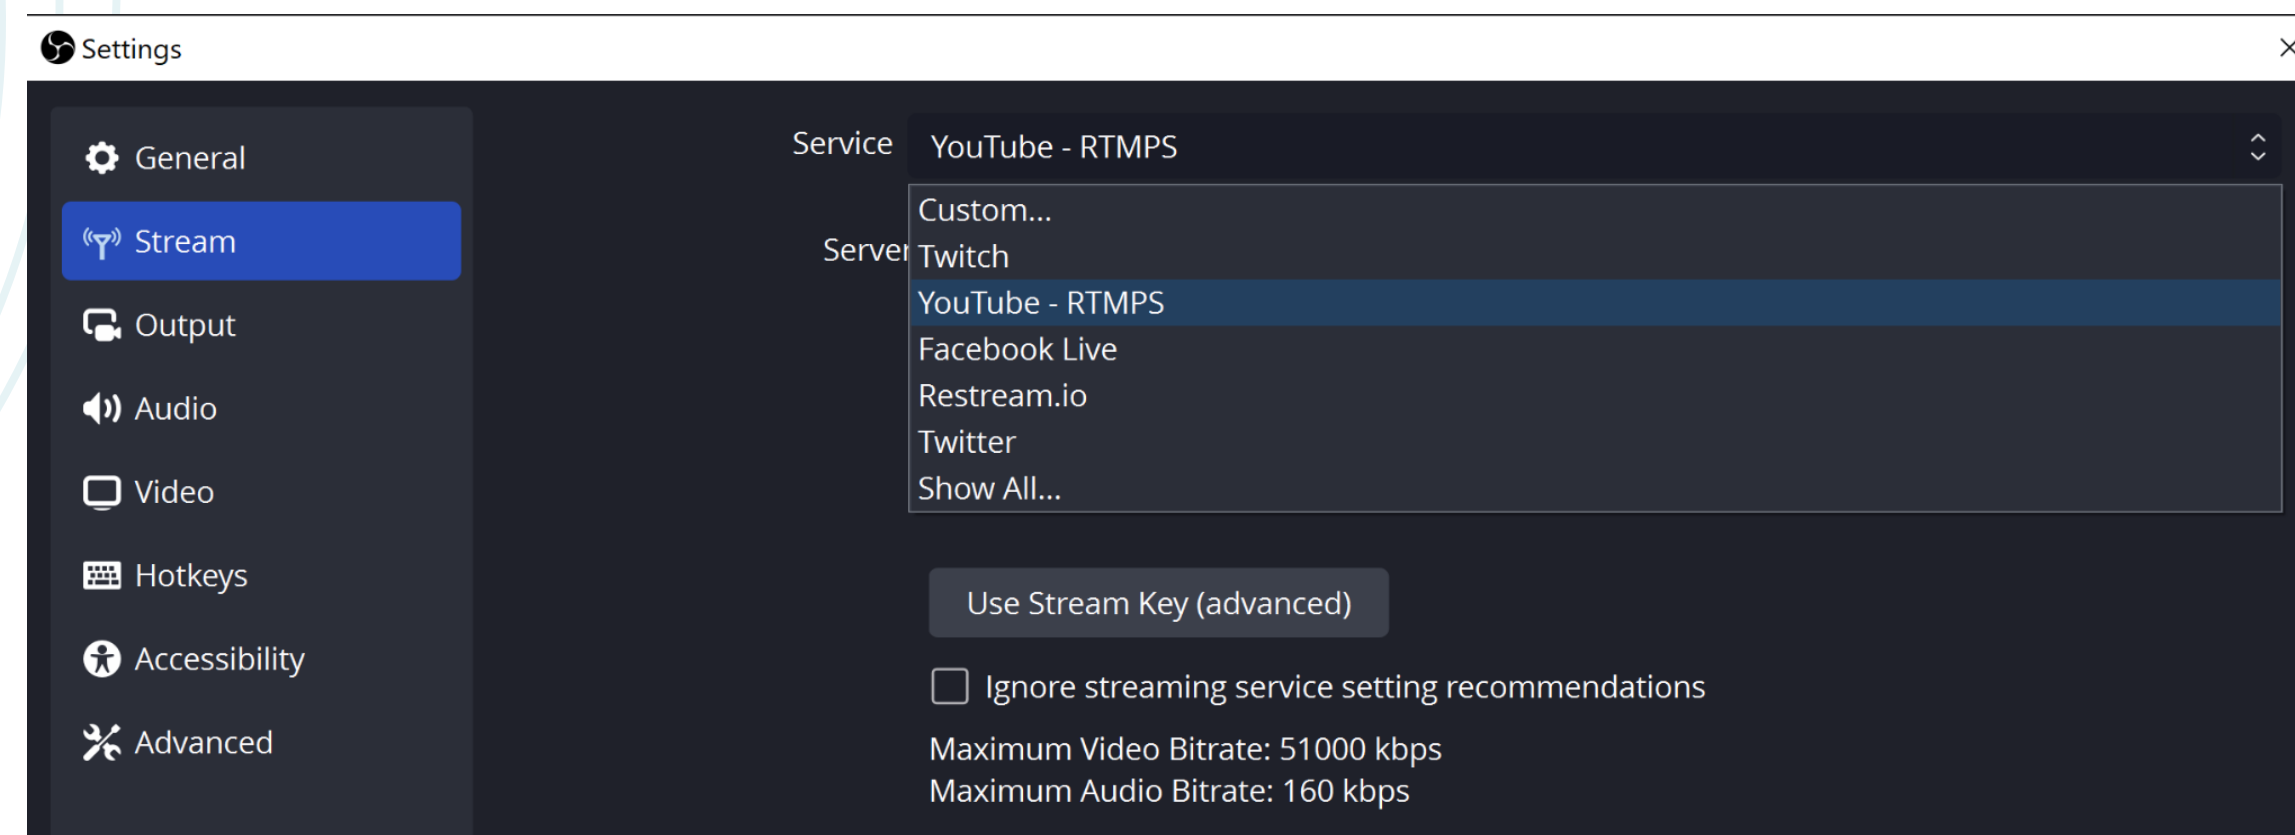 Settings
General
Stream
Output
Audio
Video
Hotkeys
Accessibility
Advanced
Service YouTube - RTMPS
Server
Custom...
Twitch
YouTube - RTMPS
Facebook Live
Restream.io
Twitter
Show All...
Use Stream Key (advanced)
Ignore streaming service setting recommendations
Maximum Video Bitrate: 51000 kbps
Maximum Audio Bitrate: 160 kbps